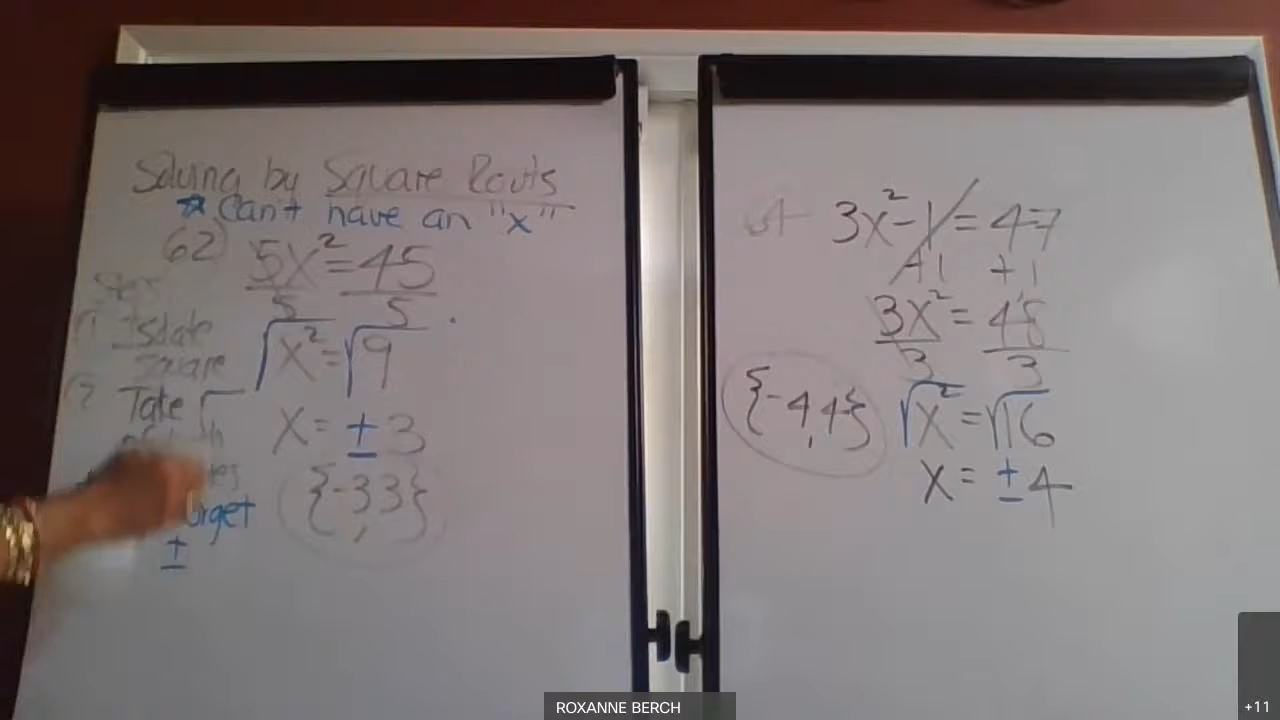 Solving by Square Roots
* Can't have an "x"
62) 5x² = 45
5 5
√x² = √9
x = ± 3
{-3, 3}
Steps
1) Isolate
square
2) Take √
± 
3x² - 1 = 47
+1 +1
3x² = 48
3 3
√x² = √16
x = ± 4
{-4, 4}
ROXANNE BERCH
+11